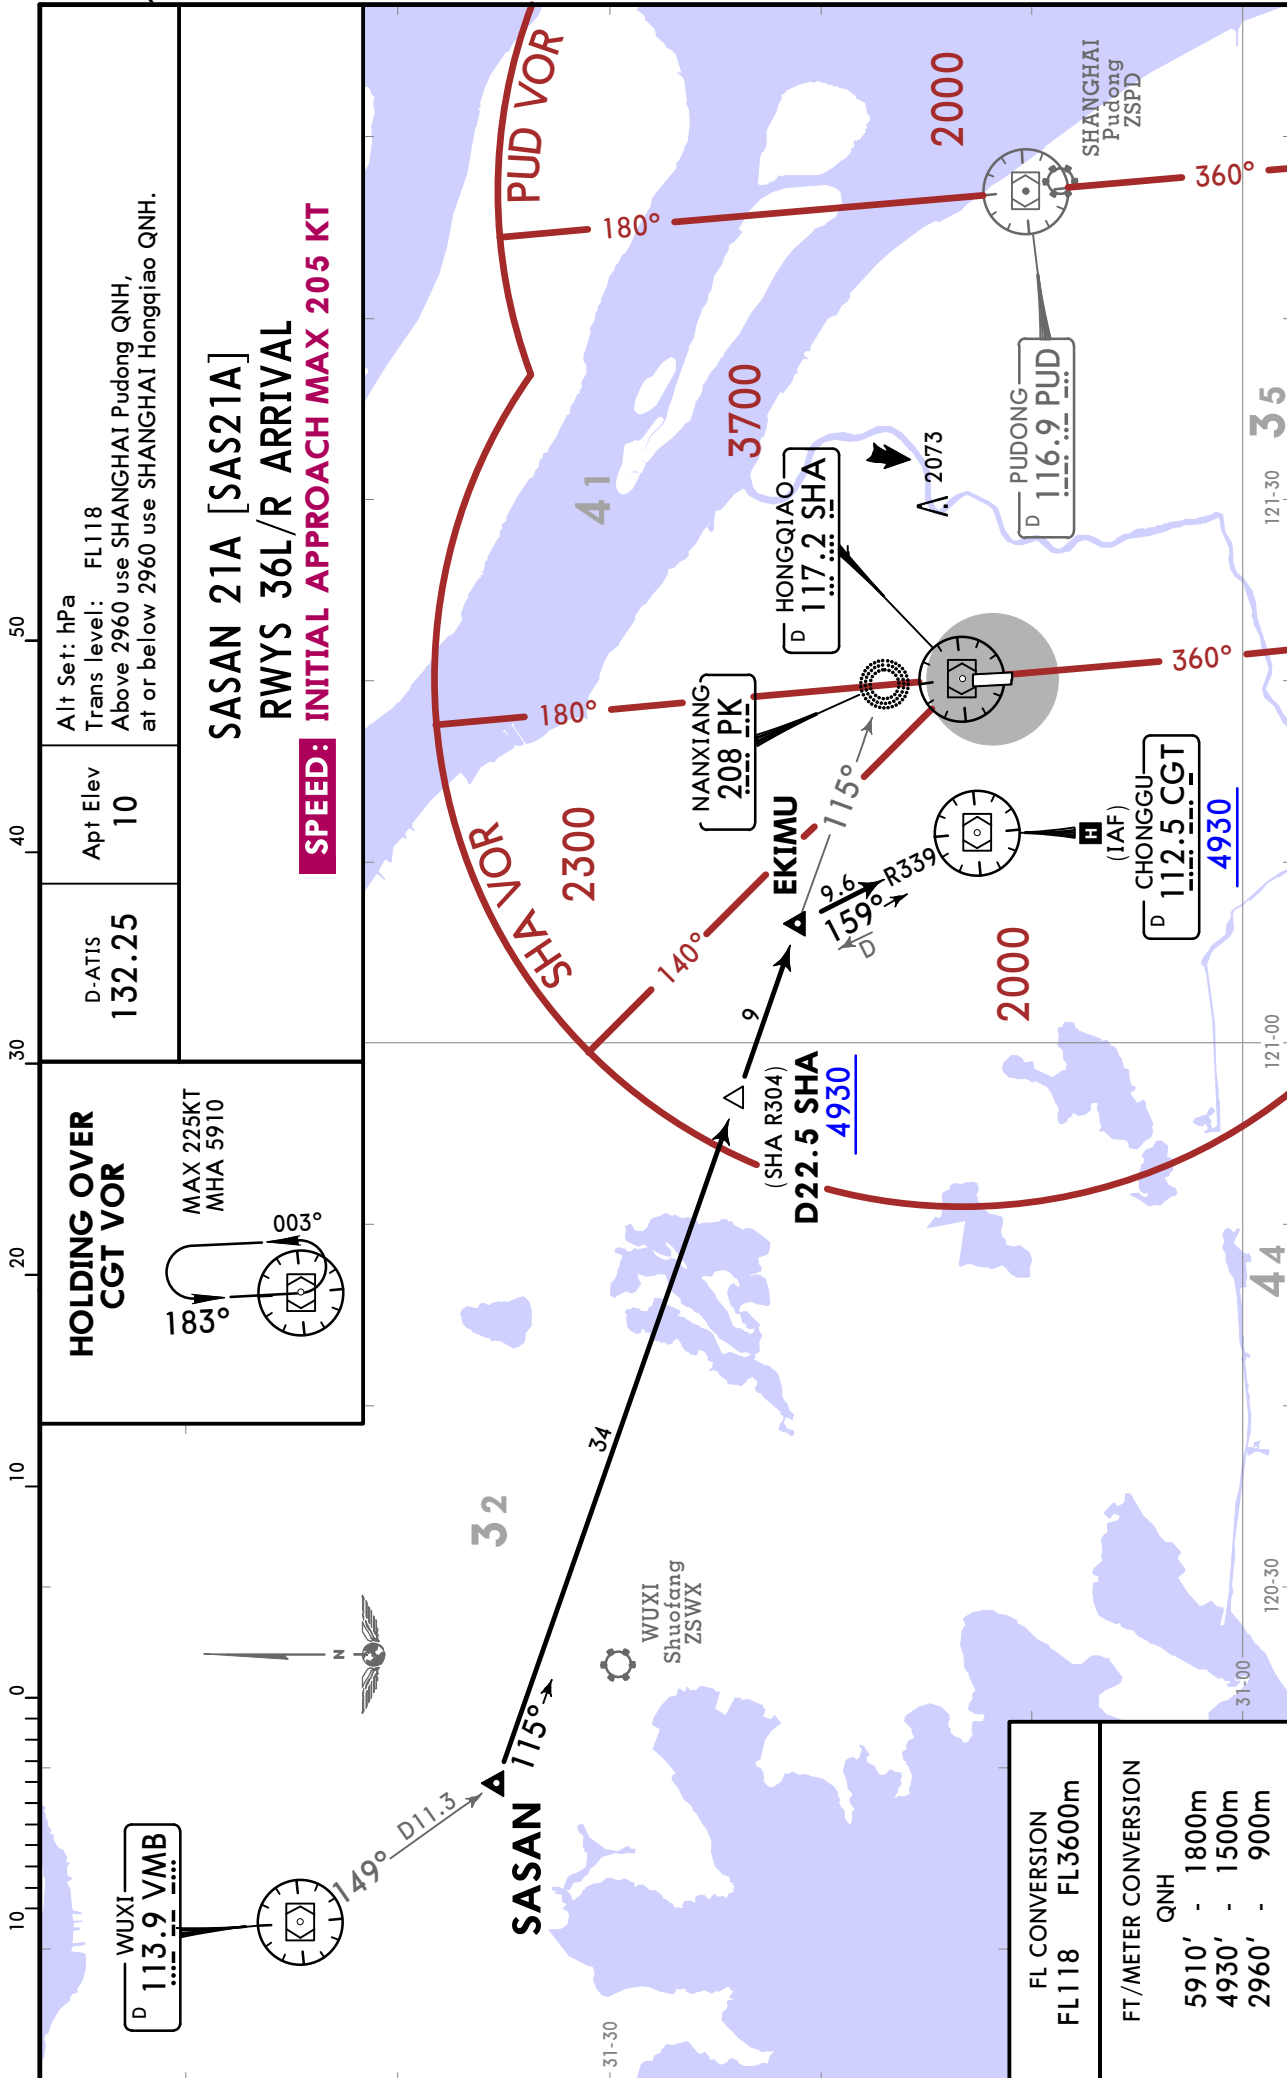 HOLDING OVER
CGT VOR
MAX 225KT
MHA 5910
183°
003°
D-ATIS
132.25
Apt Elev
10
Alt Set: hPa
Trans level: FL118
Above 2960 use SHANGHAI Pudong QNH,
at or below 2960 use SHANGHAI Hongqiao QNH.
SASAN 21A [SAS21A]
RWYS 36L/R ARRIVAL
SPEED: INITIAL APPROACH MAX 205 KT
10
0
10
20
30
40
50
WUXI
D 113.9 VMB
149°
D11.3
SASAN
115°
34
N
WUXI
Shuofang
ZSWX
32
(SHA R304)
D22.5 SHA
4930
9
EKIMU
9.6
159°
R339
D
115°
SHA VOR
PUD VOR
2300
140°
180°
180°
2000
3700
2000
360°
360°
41
NANXIANG
208 PK
HONGQIAO
D 117.2 SHA
2073
PUDONG
D 116.9 PUD
SHANGHAI
Pudong
ZSPD
(IAF)
H
CHONGGU
D 112.5 CGT
4930
44
35
31-30
31-00
120-30
121-00
121-30
FL CONVERSION
FL118 FL3600m
FT/METER CONVERSION
QNH
5910' - 1800m
4930' - 1500m
2960' - 900m